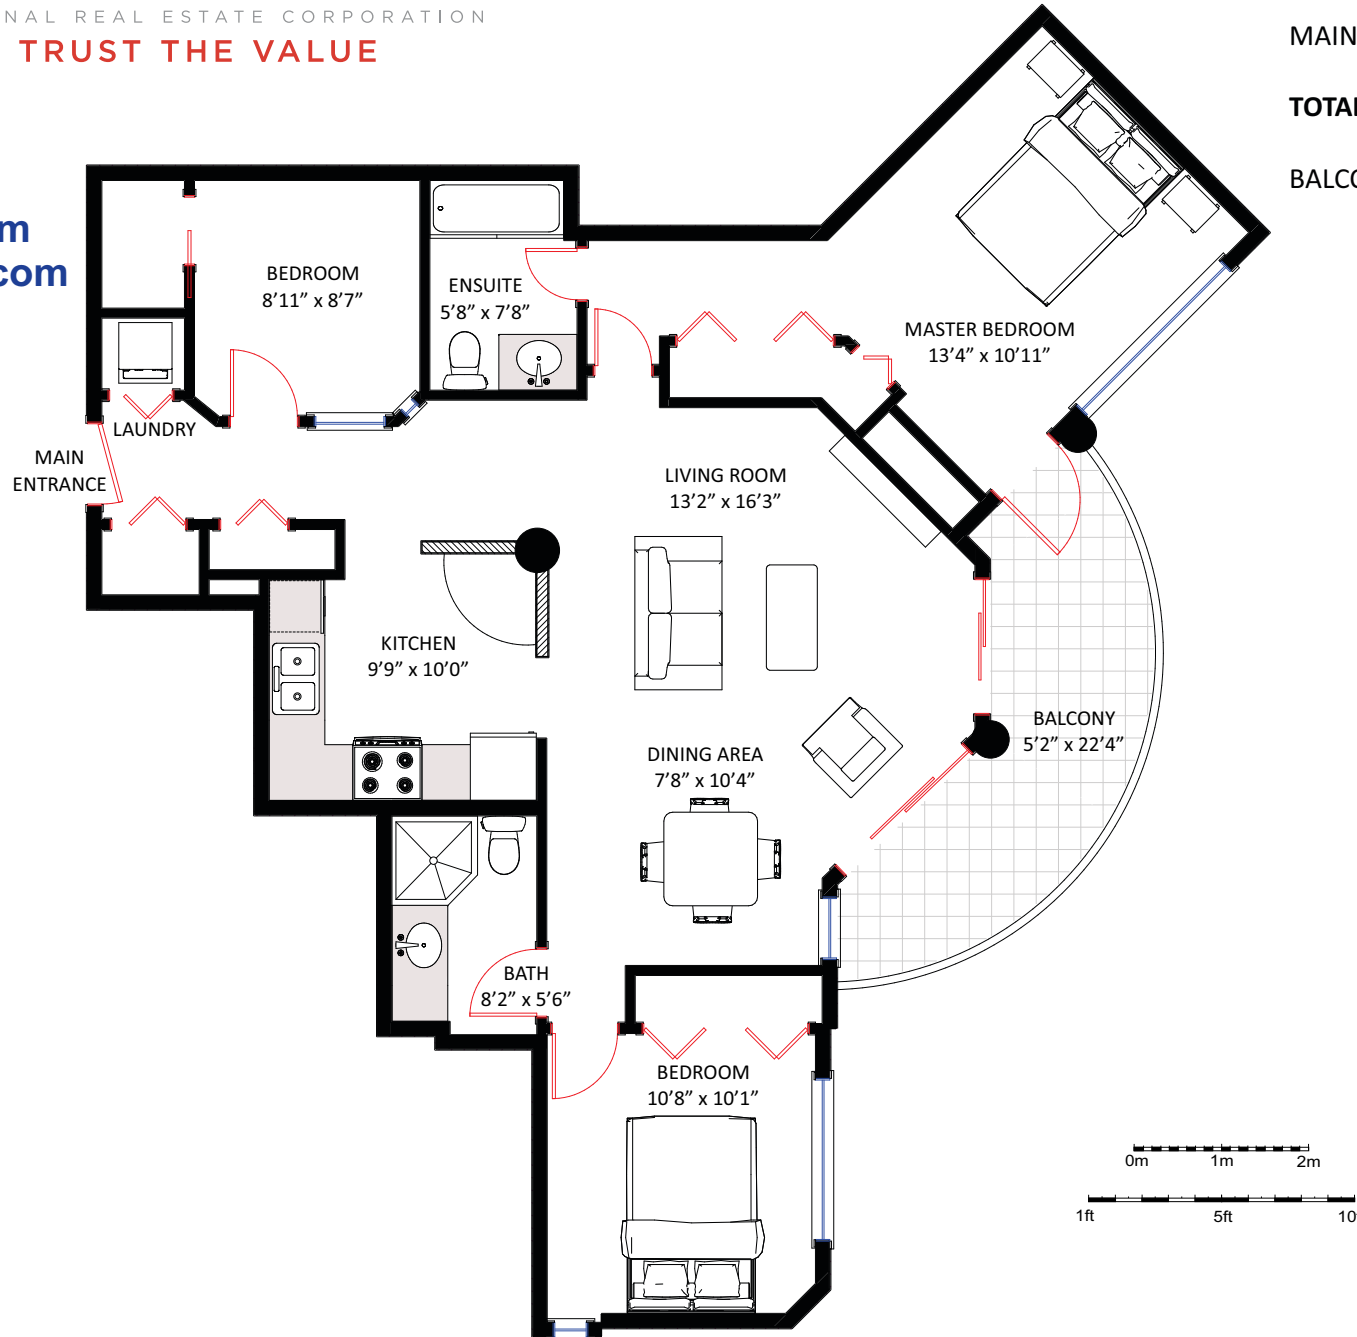 NAL REAL ESTATE CORPORATION
TRUST THE VALUE
MAIN
TOTAL
BALCO
m
com
BEDROOM
8’11” x 8’7”
ENSUITE
5’8” x 7’8”
MASTER BEDROOM
13’4” x 10’11”
LAUNDRY
MAIN
ENTRANCE
LIVING ROOM
13’2” x 16’3”
KITCHEN
9’9” x 10’0”
BALCONY
5’2” x 22’4”
DINING AREA
7’8” x 10’4”
BATH
8’2” x 5’6”
BEDROOM
10’8” x 10’1”
0m 1m 2m
1ft 5ft 10